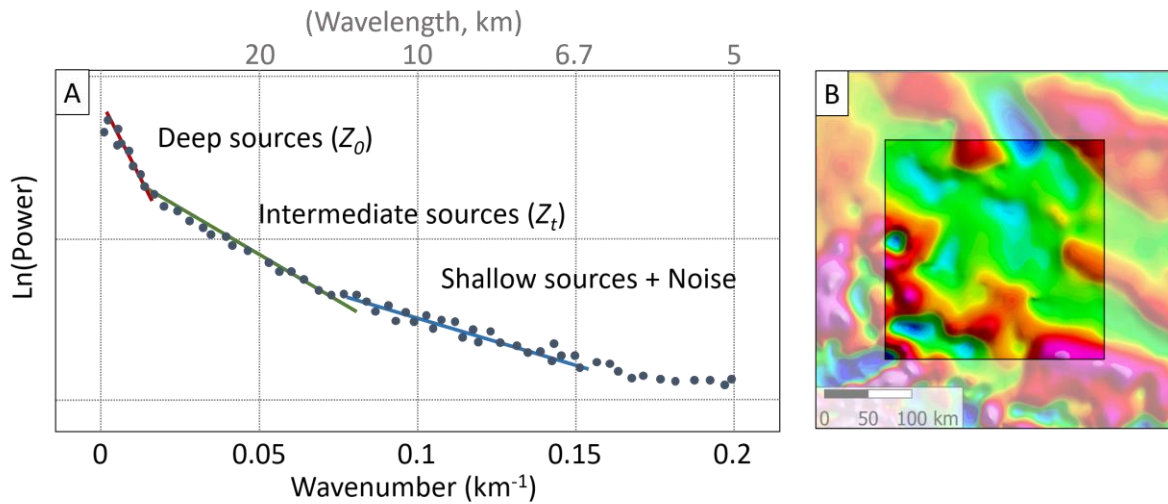 (Wavelength, km)
20 10 6.7 5
A
Deep sources (Z0)
Intermediate sources (Zt)
Shallow sources + Noise
Ln(Power)
0 0.05 0.1 0.15 0.2
Wavenumber (km-1)
B
0 50 100 km